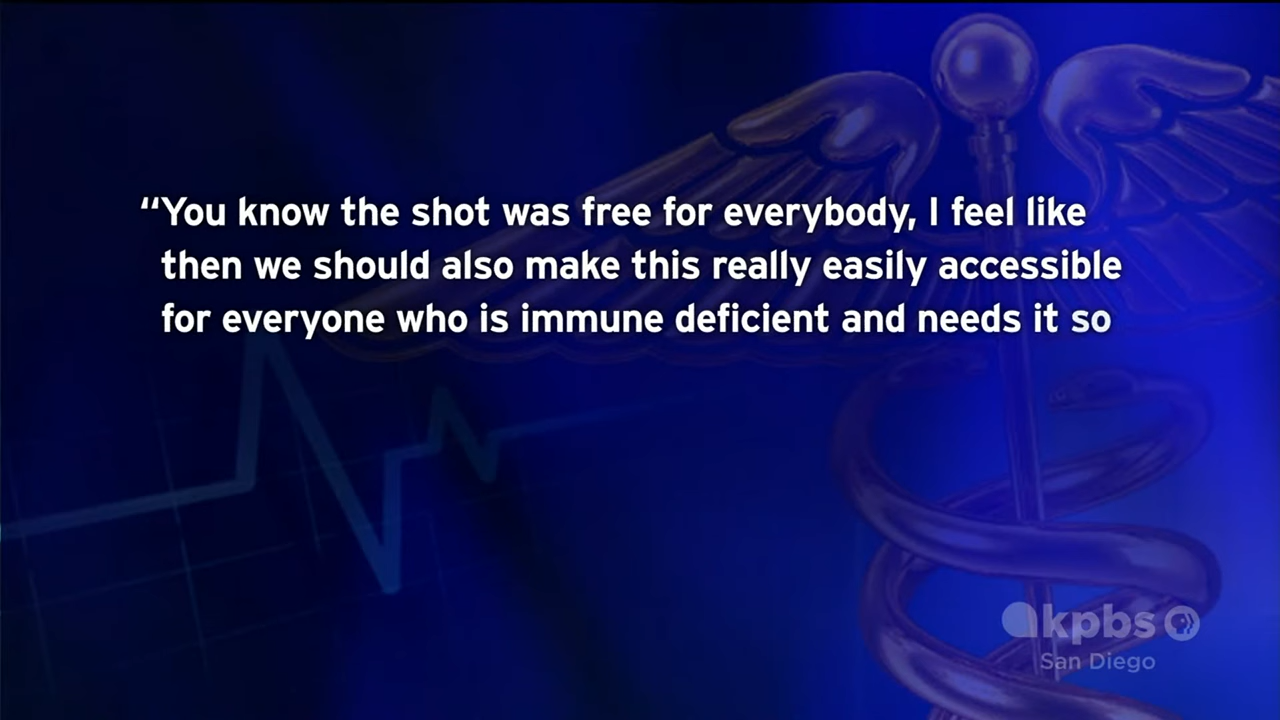 “You know the shot was free for everybody, I feel like
then we should also make this really easily accessible
for everyone who is immune deficient and needs it so
kpbs
San Diego